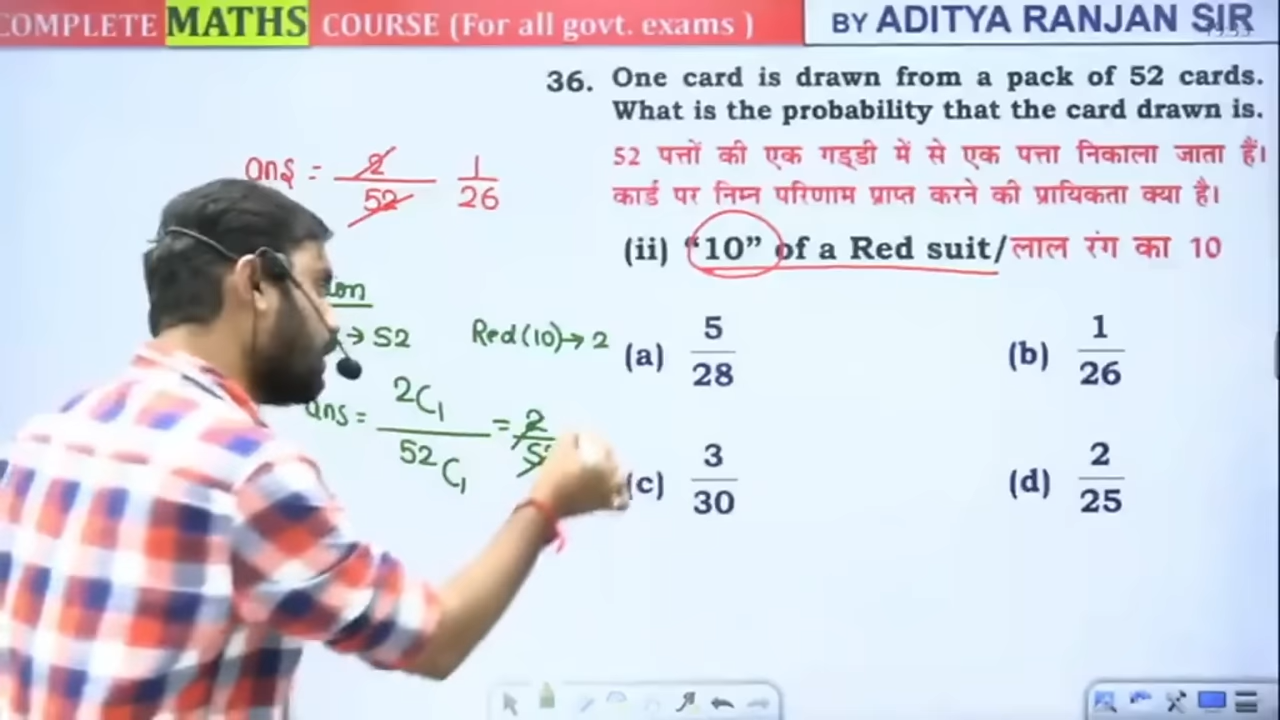 COMPLETE MATHS COURSE (For all govt. exams )
BY ADITYA RANJAN SIR
36. One card is drawn from a pack of 52 cards.
What is the probability that the card drawn is.
52 पत्तों की एक गड्डी में से एक पत्ता निकाला जाता हैं।
कार्ड पर निम्न परिणाम प्राप्त करने की प्रायिकता क्या है।
(ii) “10” of a Red suit/लाल रंग का 10
(a) 5/28
(b) 1/26
(c) 3/30
(d) 2/25
ans = 2/52 1/26
→ 52 Red(10) → 2
ans = 2C1/52C1 = 2